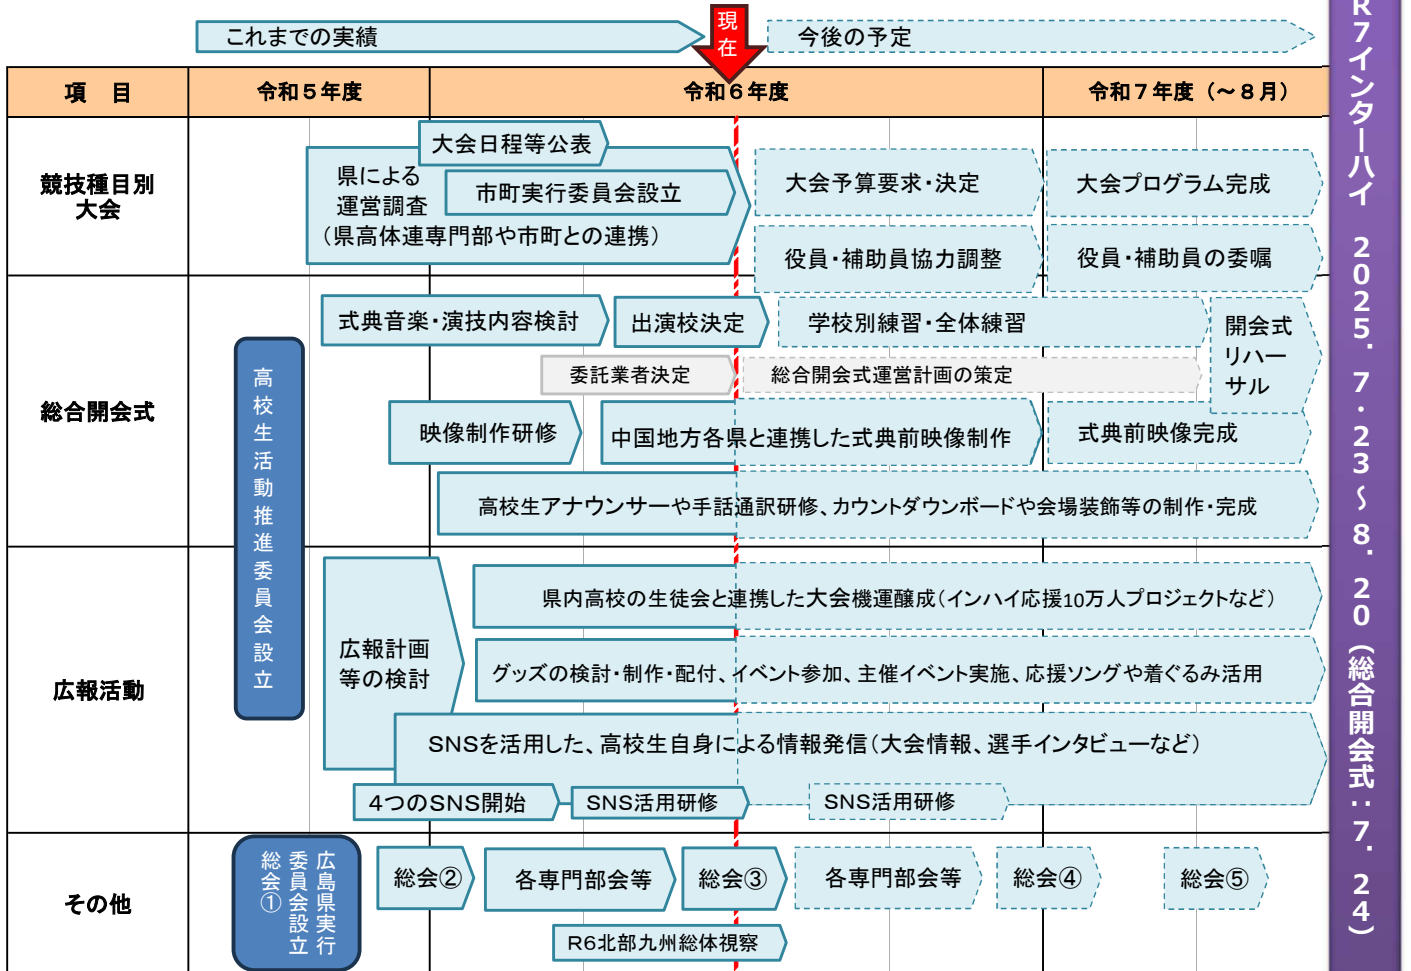 これまでの実績
現
在
今後の予定
項　目
令和５年度
令和６年度
令和７年度（～８月）
競技種目別
大会
大会日程等公表
県による
運営調査
（県高体連専門部や市町との連携）
市町実行委員会設立
大会予算要求・決定
大会プログラム完成
役員・補助員協力調整
役員・補助員の委嘱
総合開会式
式典音楽・演技内容検討
出演校決定
学校別練習・全体練習
開会式
リハー
サル
委託業者決定
総合開会式運営計画の策定
映像制作研修
中国地方各県と連携した式典前映像制作
式典前映像完成
高校生アナウンサーや手話通訳研修、カウントダウンボードや会場装飾等の制作・完成
高校生活動推進委員会設立
広報活動
広報計画
等の検討
県内高校の生徒会と連携した大会機運醸成（インハイ応援10万人プロジェクトなど）
グッズの検討・制作・配付、イベント参加、主催イベント実施、応援ソングや着ぐるみ活用
SNSを活用した、高校生自身による情報発信（大会情報、選手インタビューなど）
4つのSNS開始
SNS活用研修
SNS活用研修
その他
広島県実行
委員会設立
総会①
総会②
各専門部会等
総会③
各専門部会等
総会④
総会⑤
R6北部九州総体視察
R７インターハイ　２０２５．７・２３～８．２０（総合開会式：７．２４）